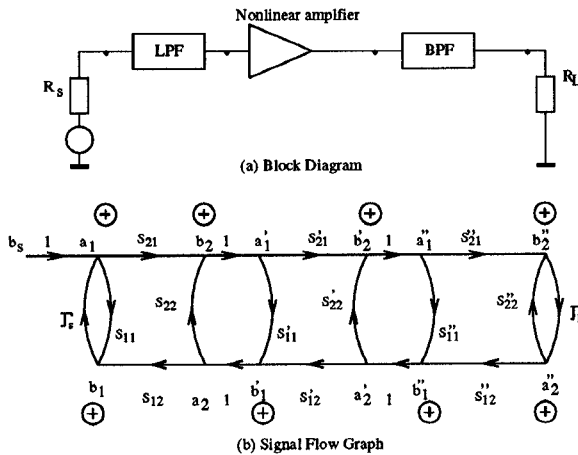 Nonlinear amplfier
LPF
BPF
R_S
R_L
(a) Block Diagram
b_s 1 a_1 s_21 b_2 1 a'_1 s'_21 b'_2 1 a''_1 s''_21 b''_2
Γ_s s_11 s_22 s'_11 s'_22 s''_11 s''_22
b_1 s_12 a_2 1 b'_1 s'_12 a'_2 1 b''_1 s''_12 a''_2
(b) Signal Flow Graph